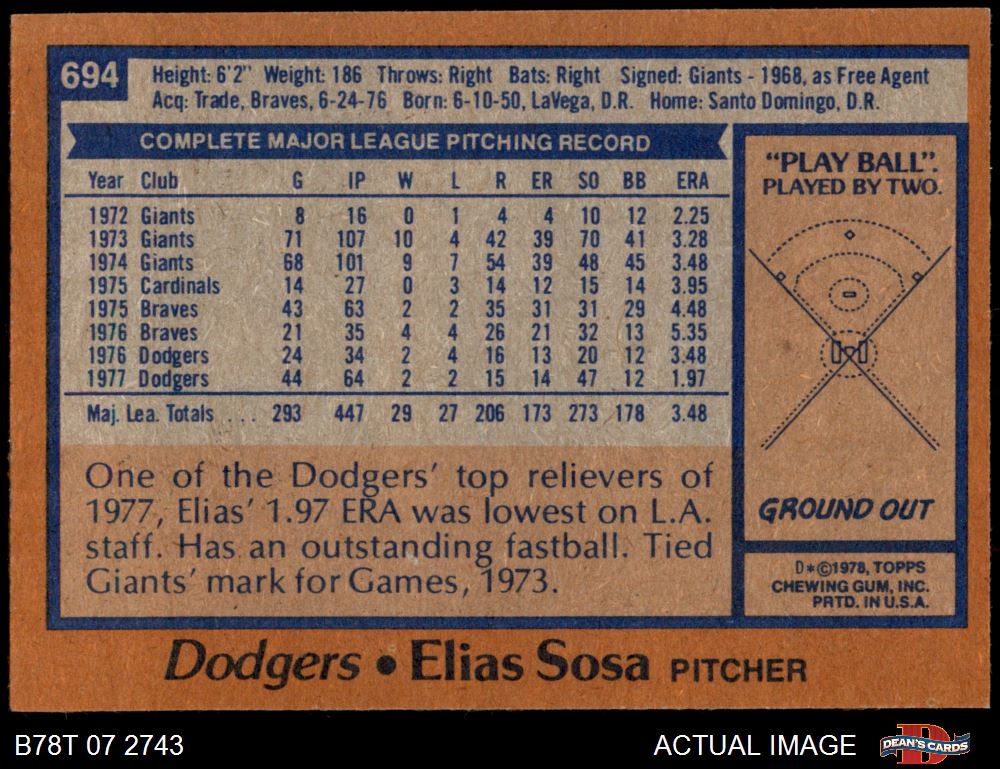 694
Height: 6'2" Weight: 186 Throws: Right Bats: Right Signed: Giants - 1968, as Free Agent
Acq: Trade, Braves, 6-24-76 Born: 6-10-50, LaVega, D.R. Home: Santo Domingo, D.R.
COMPLETE MAJOR LEAGUE PITCHING RECORD
Year Club G IP W L R ER SO BB ERA
1972 Giants 8 16 0 1 4 4 10 12 2.25
1973 Giants 71 107 10 4 42 39 70 41 3.28
1974 Giants 68 101 9 7 54 39 48 45 3.48
1975 Cardinals 14 27 0 3 14 12 15 14 3.95
1975 Braves 43 63 2 2 35 31 31 29 4.48
1976 Braves 21 35 4 4 26 21 32 13 5.35
1976 Dodgers 24 34 2 4 16 13 20 12 3.48
1977 Dodgers 44 64 2 2 15 14 47 12 1.97
Maj. Lea. Totals ... 293 447 29 27 206 173 273 178 3.48
One of the Dodgers' top relievers of
1977, Elias' 1.97 ERA was lowest on L.A.
staff. Has an outstanding fastball. Tied
Giants' mark for Games, 1973.
"PLAY BALL".
PLAYED BY TWO.
GROUND OUT
D*©1978, TOPPS
CHEWING GUM, INC.
PRTD. IN U.S.A.
Dodgers • Elias Sosa PITCHER
B78T 07 2743
ACTUAL IMAGE
DEAN'S CARDS